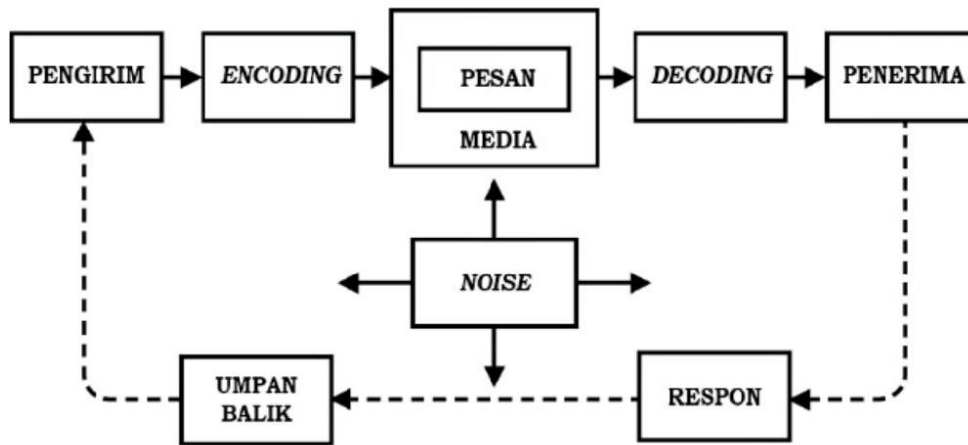 PENGIRIM
ENCODING
PESAN
MEDIA
DECODING
PENERIMA
NOISE
UMPAN
BALIK
RESPON